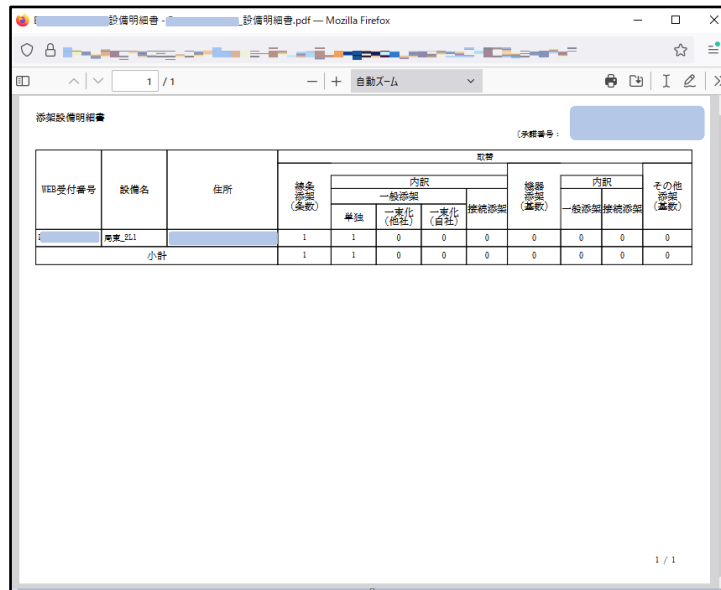 設備明細書 - 
_設備明細書.pdf — Mozilla Firefox
1 / 1
自動ズーム
添架設備明細書
(承諾番号:
取替
WEB受付番号 設備名 住所 線条添架(条数) 内訳 機器添架(基数) 内訳 その他添架(基数)
一般添架 接続添架 一般添架 接続添架
単独 一束化(他社) 一束化(自社)
局東_2L1 1 1 0 0 0 0 0 0 0
小計 1 1 0 0 0 0 0 0 0
1 / 1